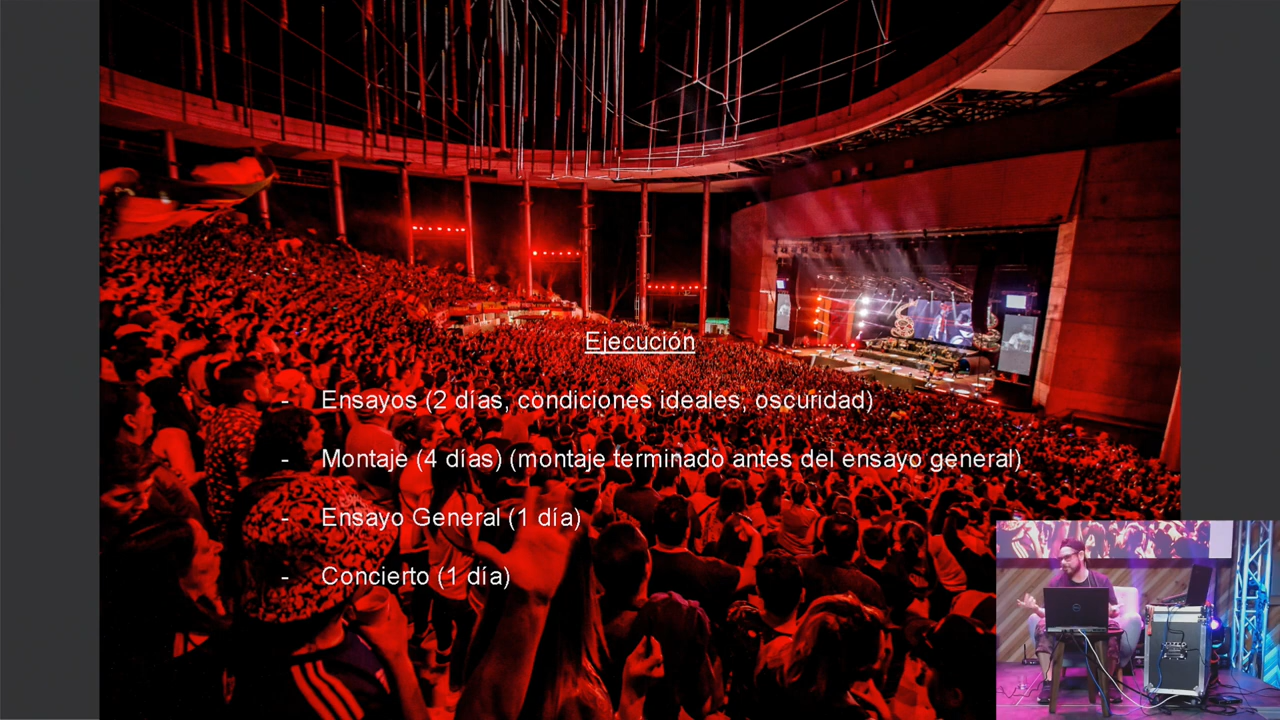 Ejecución
- Ensayos (2 días, condiciones ideales, oscuridad)
- Montaje (4 días) (montaje terminado antes del ensayo general)
- Ensayo General (1 día)
- Concierto (1 día)